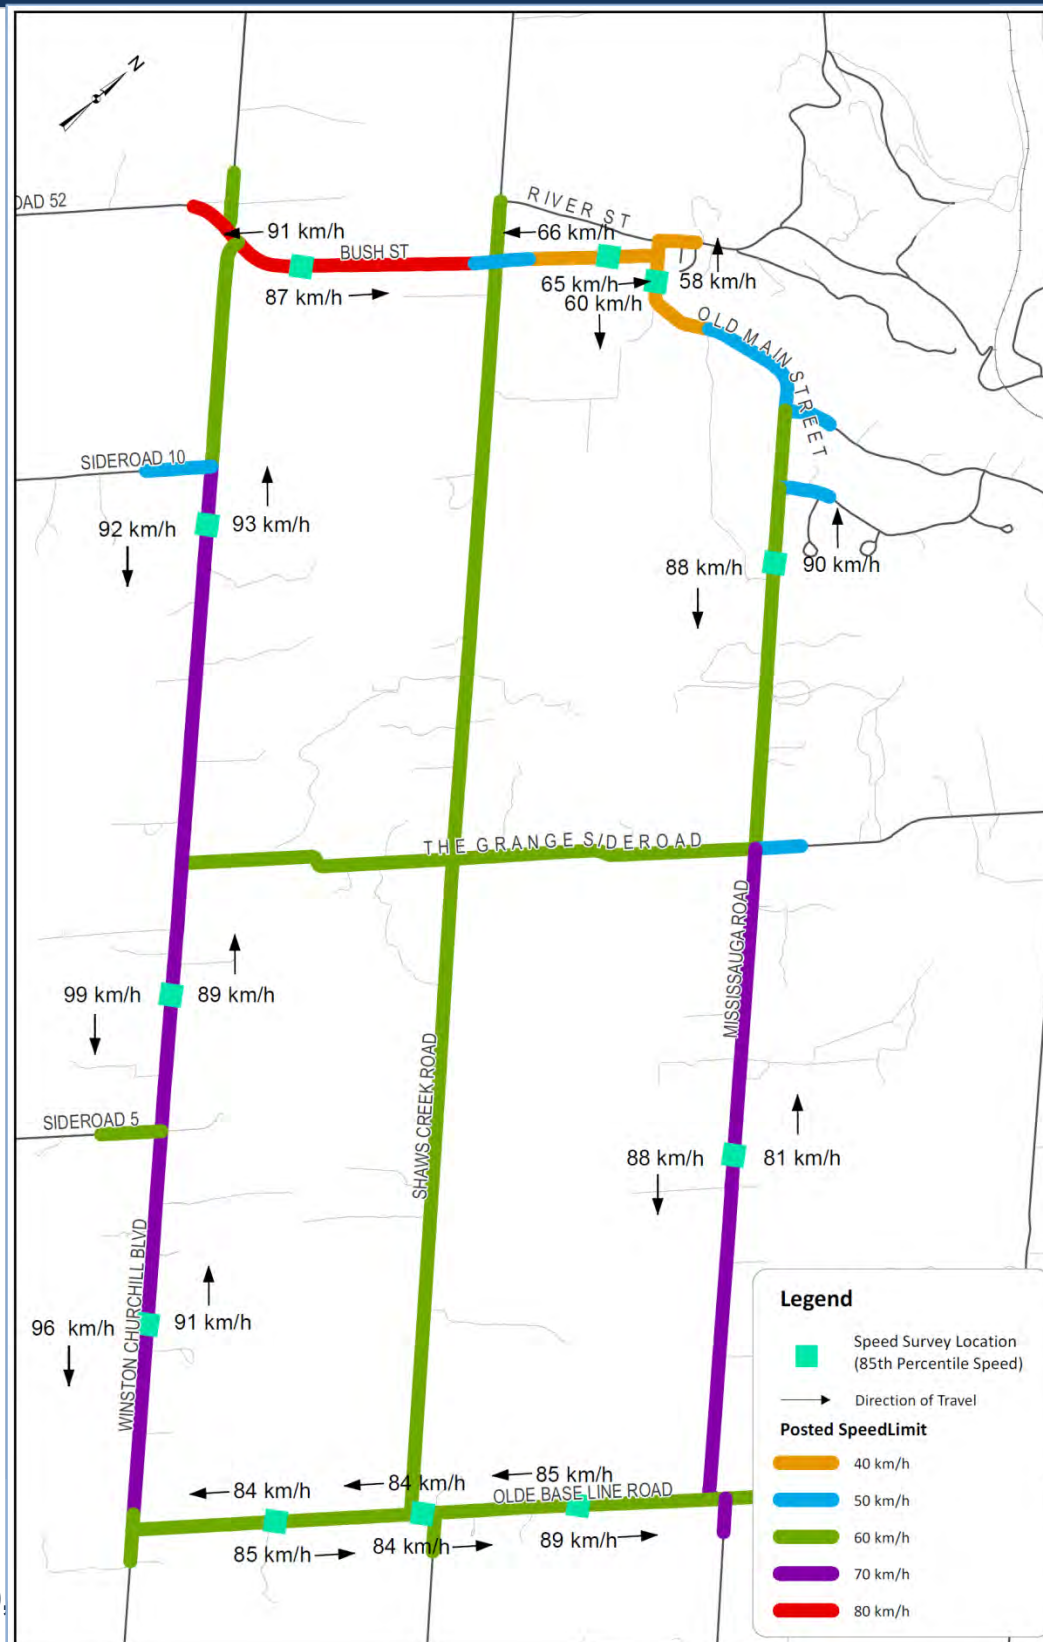 N
OAD 52
RIVER ST
91 km/h
BUSH ST
66 km/h
87 km/h
65 km/h
58 km/h
60 km/h
OLD MAIN STREET
SIDEROAD 10
92 km/h
93 km/h
88 km/h
90 km/h
THE GRANGE SIDEROAD
MISSISSAUGA ROAD
99 km/h
89 km/h
SHAWS CREEK ROAD
SIDEROAD 5
88 km/h
81 km/h
WINSTON CHURCHILL BLVD
96 km/h
91 km/h
84 km/h
84 km/h
85 km/h
OLDE BASE LINE ROAD
85 km/h
84 km/h
89 km/h
Legend
Speed Survey Location
(85th Percentile Speed)
Direction of Travel
Posted SpeedLimit
40 km/h
50 km/h
60 km/h
70 km/h
80 km/h